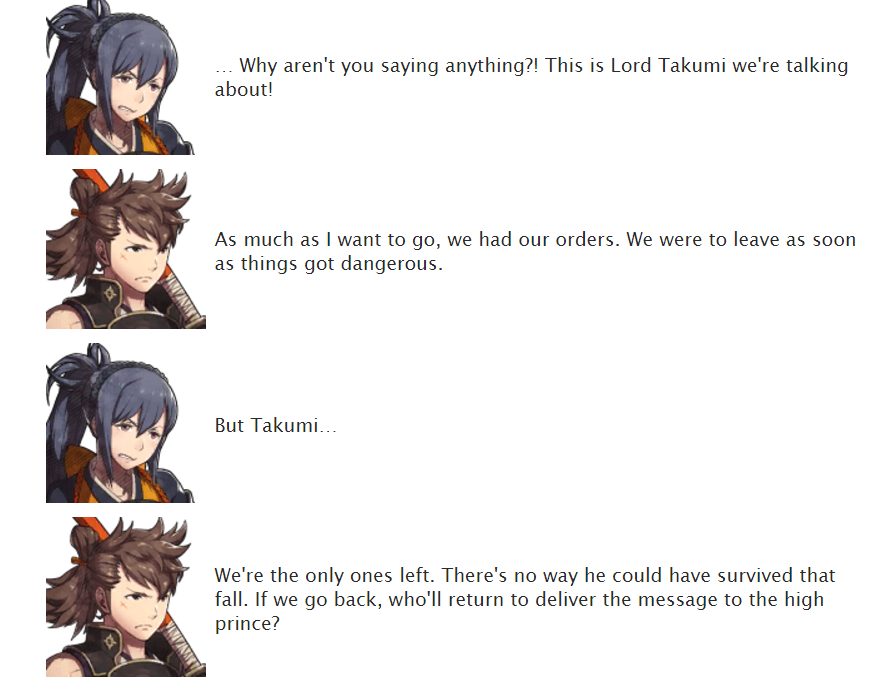 … Why aren't you saying anything?! This is Lord Takumi we're talking
about!
As much as I want to go, we had our orders. We were to leave as soon
as things got dangerous.
But Takumi…
We're the only ones left. There's no way he could have survived that
fall. If we go back, who'll return to deliver the message to the high
prince?